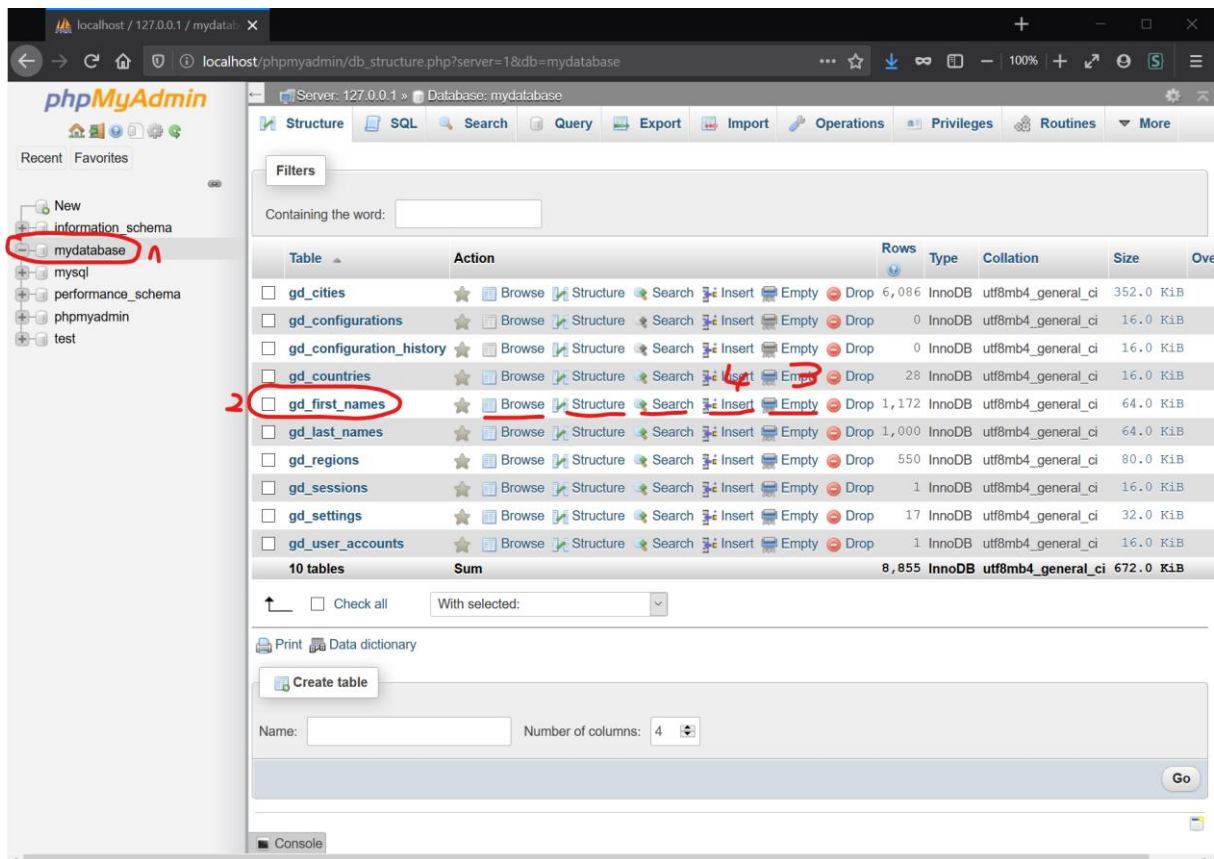 localhost / 127.0.0.1 / mydatab
localhost/phpmyadmin/db_structure.php?server=1&db=mydatabase
100%
phpMyAdmin
Recent Favorites
New
information_schema
mydatabase 1
mysql
performance_schema
phpmyadmin
test
Server: 127.0.0.1 » Database: mydatabase
Structure SQL Search Query Export Import Operations Privileges Routines More
Filters
Containing the word:
Table Action Rows Type Collation Size Ove
gd_cities Browse Structure Search Insert Empty Drop 6,086 InnoDB utf8mb4_general_ci 352.0 KiB
gd_configurations Browse Structure Search Insert Empty Drop 0 InnoDB utf8mb4_general_ci 16.0 KiB
gd_configuration_history Browse Structure Search Insert Empty Drop 0 InnoDB utf8mb4_general_ci 16.0 KiB
gd_countries Browse Structure Search Insert Empty Drop 28 InnoDB utf8mb4_general_ci 16.0 KiB
4 3
2 gd_first_names Browse Structure Search Insert Empty Drop 1,172 InnoDB utf8mb4_general_ci 64.0 KiB
gd_last_names Browse Structure Search Insert Empty Drop 1,000 InnoDB utf8mb4_general_ci 64.0 KiB
gd_regions Browse Structure Search Insert Empty Drop 550 InnoDB utf8mb4_general_ci 80.0 KiB
gd_sessions Browse Structure Search Insert Empty Drop 1 InnoDB utf8mb4_general_ci 16.0 KiB
gd_settings Browse Structure Search Insert Empty Drop 17 InnoDB utf8mb4_general_ci 32.0 KiB
gd_user_accounts Browse Structure Search Insert Empty Drop 1 InnoDB utf8mb4_general_ci 16.0 KiB
10 tables Sum 8,855 InnoDB utf8mb4_general_ci 672.0 KiB
Check all With selected:
Print Data dictionary
Create table
Name: Number of columns: 4
Go
Console